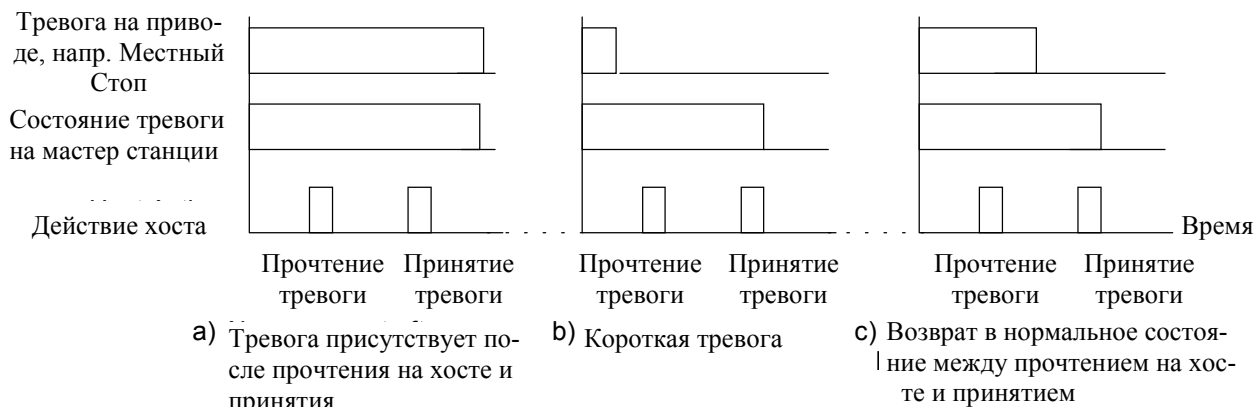 Тревога на приво-
де, напр. Местный
Стоп
Состояние тревоги
на мастер станции
Действие хоста
Время
Прочтение
тревоги
Принятие
тревоги
Прочтение
тревоги
Принятие
тревоги
Прочтение
тревоги
Принятие
тревоги
a) Тревога присутствует по-
сле прочтения на хосте и
принятия
b) Короткая тревога
c) Возврат в нормальное состоя-
ние между прочтением на хос-
те и принятием